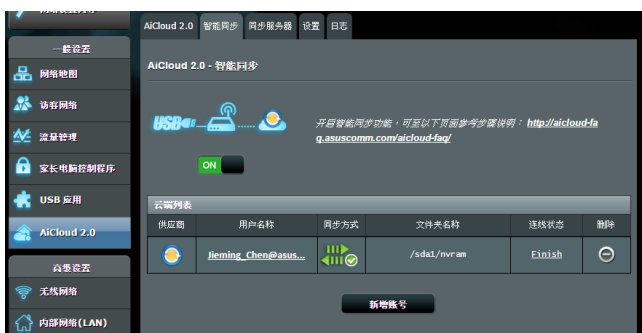 AiCloud 2.0 智能同步 同步服务器 设置 日志
一般设置
网络地图
访客网络
流量管理
家长电脑控制程序
USB 应用
AiCloud 2.0
高级设置
无线网络
内部网络(LAN)
AiCloud 2.0 - 智能同步
USB
开启智能同步功能，可至以下页面参考步骤说明： http://aicloud-fa
q.asuscomm.com/aicloud-faq/
ON
云端列表
供应商 用户名称 同步方式 文件夹名称 连线状态 删除
Jieming_Chen@asus... /sda1/nvram Finish
新增账号